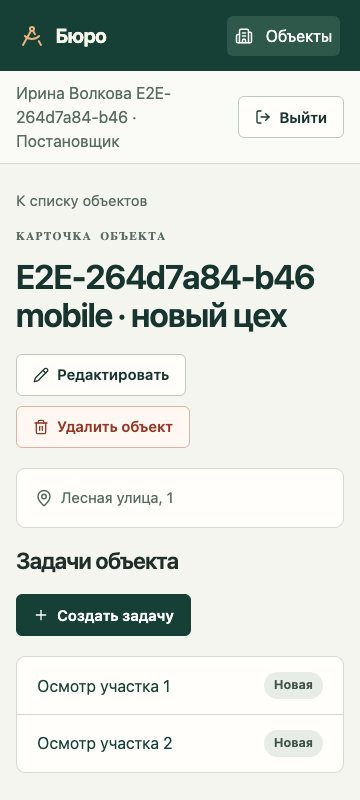 Бюро
Объекты
Ирина Волкова E2E-
264d7a84-b46 ·
Постановщик
Выйти
К списку объектов
КАРТОЧКА ОБЪЕКТА
E2E-264d7a84-b46
mobile · новый цех
Редактировать
Удалить объект
Лесная улица, 1
Задачи объекта
Создать задачу
Осмотр участка 1
Новая
Осмотр участка 2
Новая